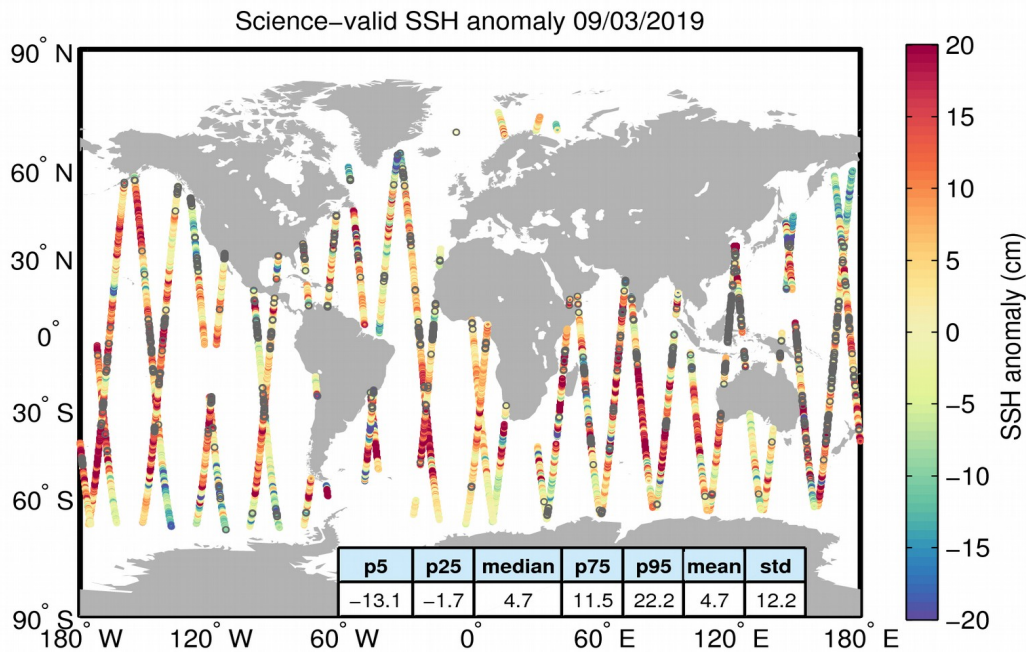 Science−valid SSH anomaly 09/03/2019
90° N
60° N
30° N
0°
30° S
60° S
90° S
180° W
120° W
60° W
0°
60° E
120° E
180° E
p5 p25 median p75 p95 mean std
−13.1 −1.7 4.7 11.5 22.2 4.7 12.2
20
15
10
5
0
−5
−10
−15
−20
SSH anomaly (cm)